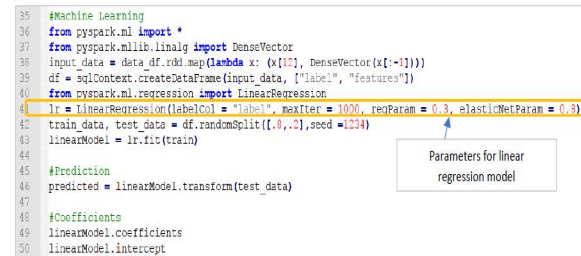 35 #Machine Learning
36 from pyspark.ml import *
37 from pyspark.mllib.linalg import DenseVector
38 input_data = data_df.rdd.map(lambda x: (x[12], DenseVector(x[:-1])))
39 df = sqlContext.createDataFrame(input_data, ["label", "features"])
40 from pyspark.ml.regression import LinearRegression
41 lr = LinearRegression(labelCol = "label", maxIter = 1000, regParam = 0.3, elasticNetParam = 0.8)
42 train_data, test_data = df.randomSplit([.8,.2],seed =1234)
43 linearModel = lr.fit(train)
44
45 #Prediction
46 predicted = linearModel.transform(test_data)
47
48 #Coefficients
49 linearModel.coefficients
50 linearModel.intercept
Parameters for linear
regression model